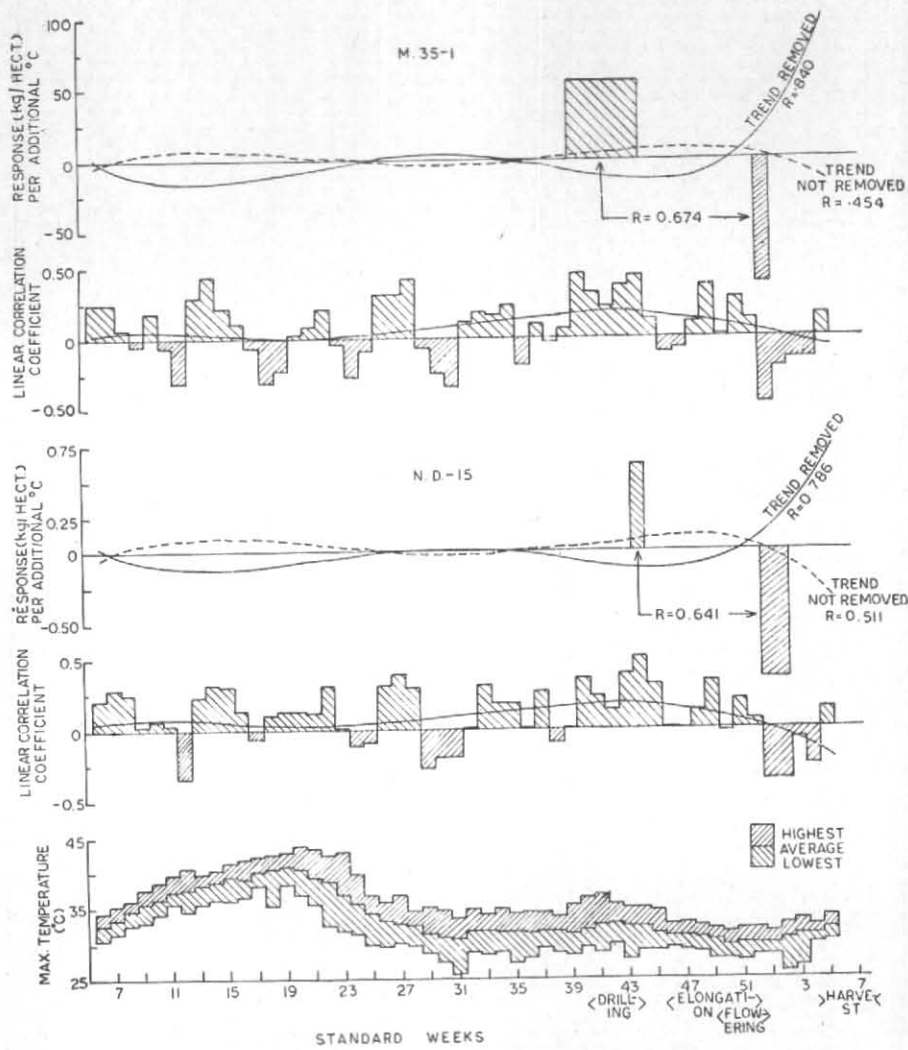 100
50
0
-50
RESPONSE (kg/HECT.)
PER ADDITIONAL °C
M. 35-1
TREND REMOVED
R=·840
TREND
NOT REMOVED
R=·454
R=0.674
0.50
0
-0.50
LINEAR CORRELATION
COEFFICIENT
0.75
0.25
0
-0.50
RESPONSE (kg/HECT.)
PER ADDITIONAL °C
N. D.-15
TREND REMOVED
R=0 786
TREND
NOT REMOVED
R=0.511
R=0.641
0.5
0
-0.5
LINEAR CORRELATION
COEFFICIENT
HIGHEST
AVERAGE
LOWEST
45
35
25
MAX. TEMPERATURE
(°C)
7 11 15 19 23 27 31 35 39 43 47 51 3 7
DRILL-
ING
ELONGATI-
ON
FLOW-
ERING
HARVE-
ST
STANDARD WEEKS